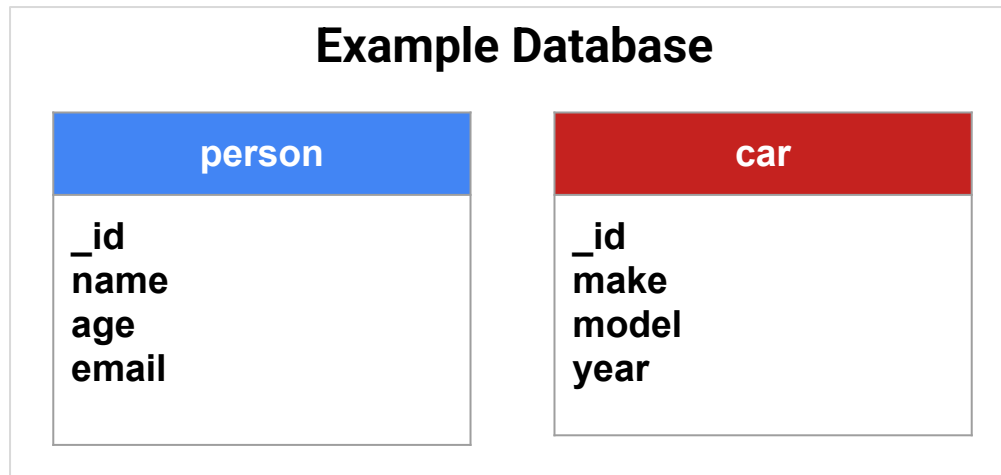 Example Database
person
_id
name
age
email
car
_id
make
model
year